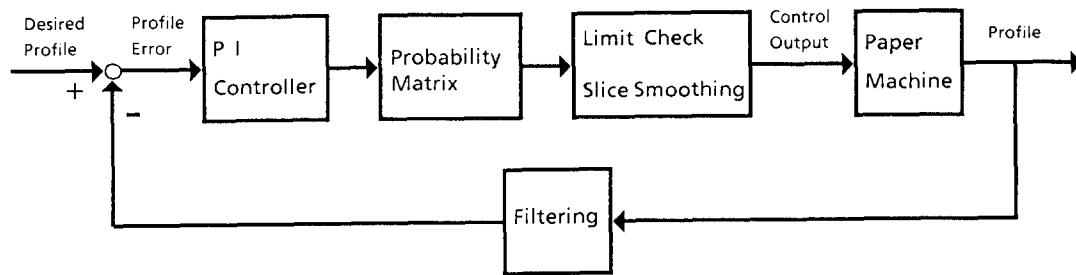 Desired
Profile
+
−
Profile
Error
P I
Controller
Probability
Matrix
Limit Check
Slice Smoothing
Control
Output
Paper
Machine
Profile
Filtering